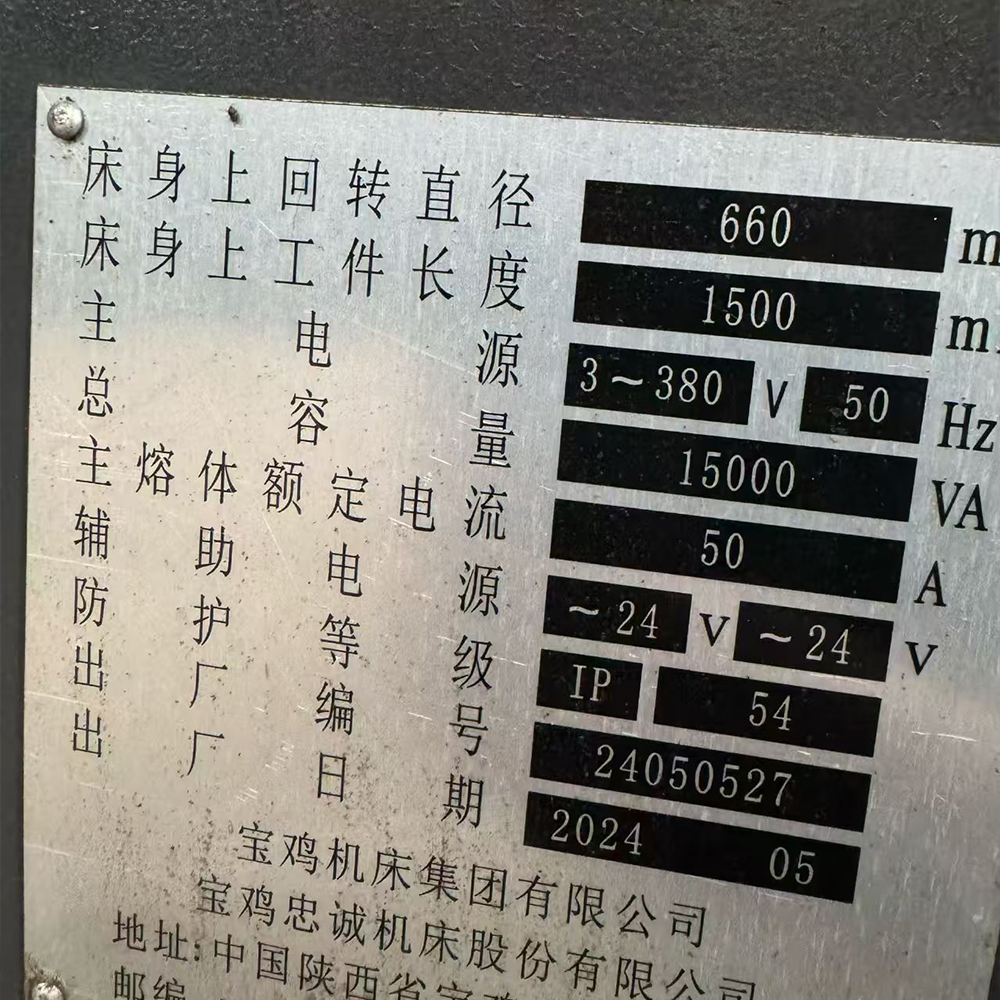 床身上回转直径 660 m
床身上工件长度 1500 m
主电源 3~380 V 50 Hz
总容量 15000 VA
主熔体额定电流 50 A
辅助电源 ~24 V ~24 V
防护等级 IP 54
出厂编号 24050527
出厂日期 2024 05
宝鸡机床集团有限公司
宝鸡忠诚机床股份有限公司
地址:中国陕西省宝鸡
邮编